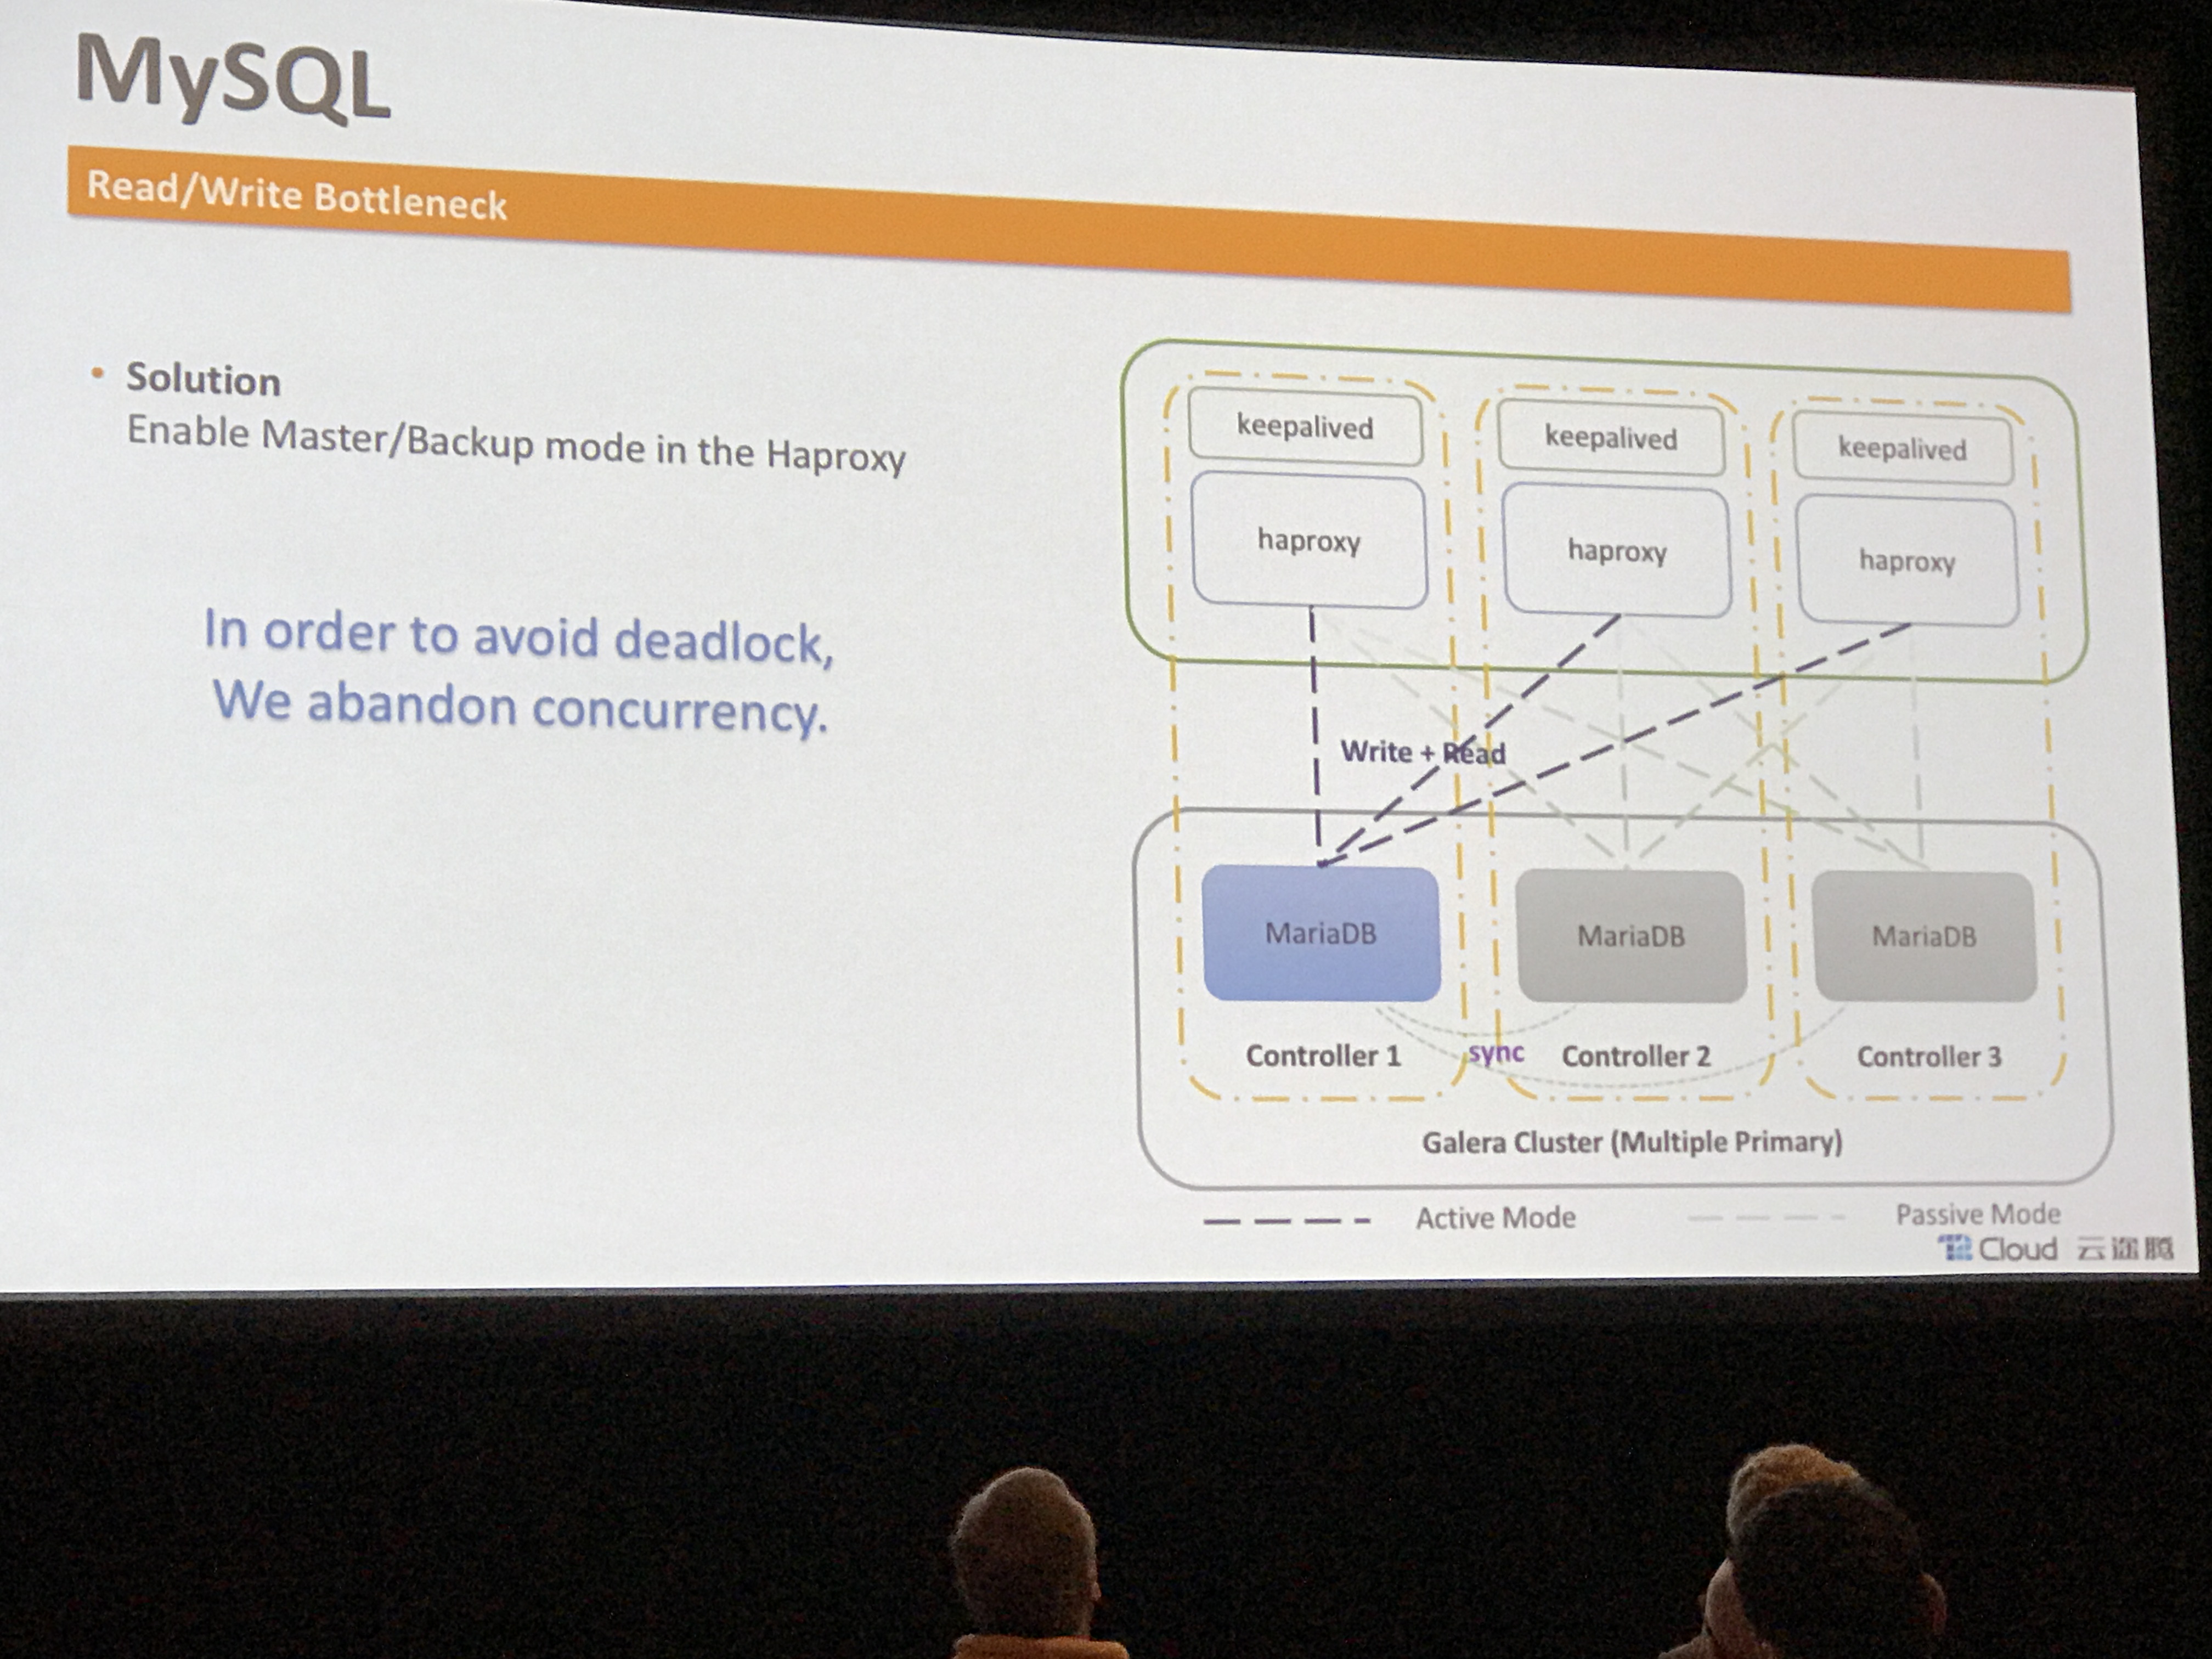 MySQL
Read/Write Bottleneck
• Solution
Enable Master/Backup mode in the Haproxy
In order to avoid deadlock,
We abandon concurrency.
keepalived keepalived keepalived
haproxy haproxy haproxy
Write + Read
MariaDB MariaDB MariaDB
Controller 1 sync Controller 2 Controller 3
Galera Cluster (Multiple Primary)
Active Mode Passive Mode
Cloud 云途腾